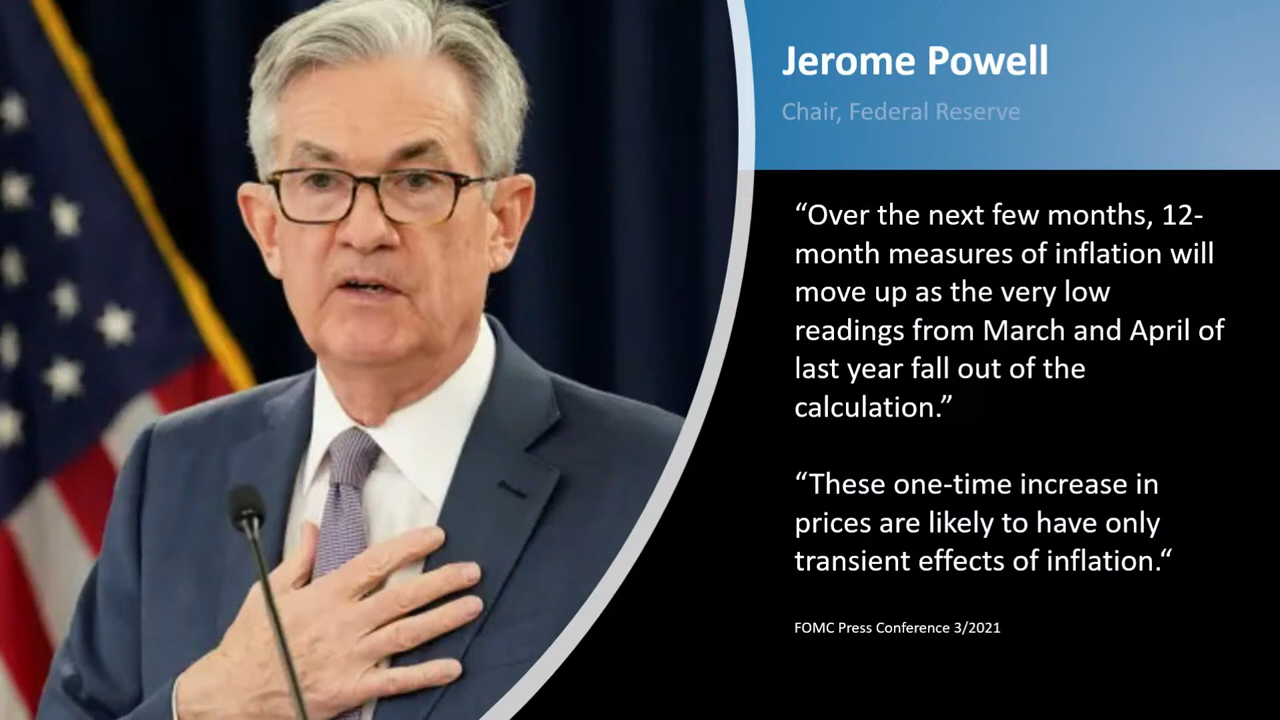 Jerome Powell
Chair, Federal Reserve
“Over the next few months, 12-
month measures of inflation will
move up as the very low
readings from March and April of
last year fall out of the
calculation.”
“These one-time increase in
prices are likely to have only
transient effects of inflation.“
FOMC Press Conference 3/2021